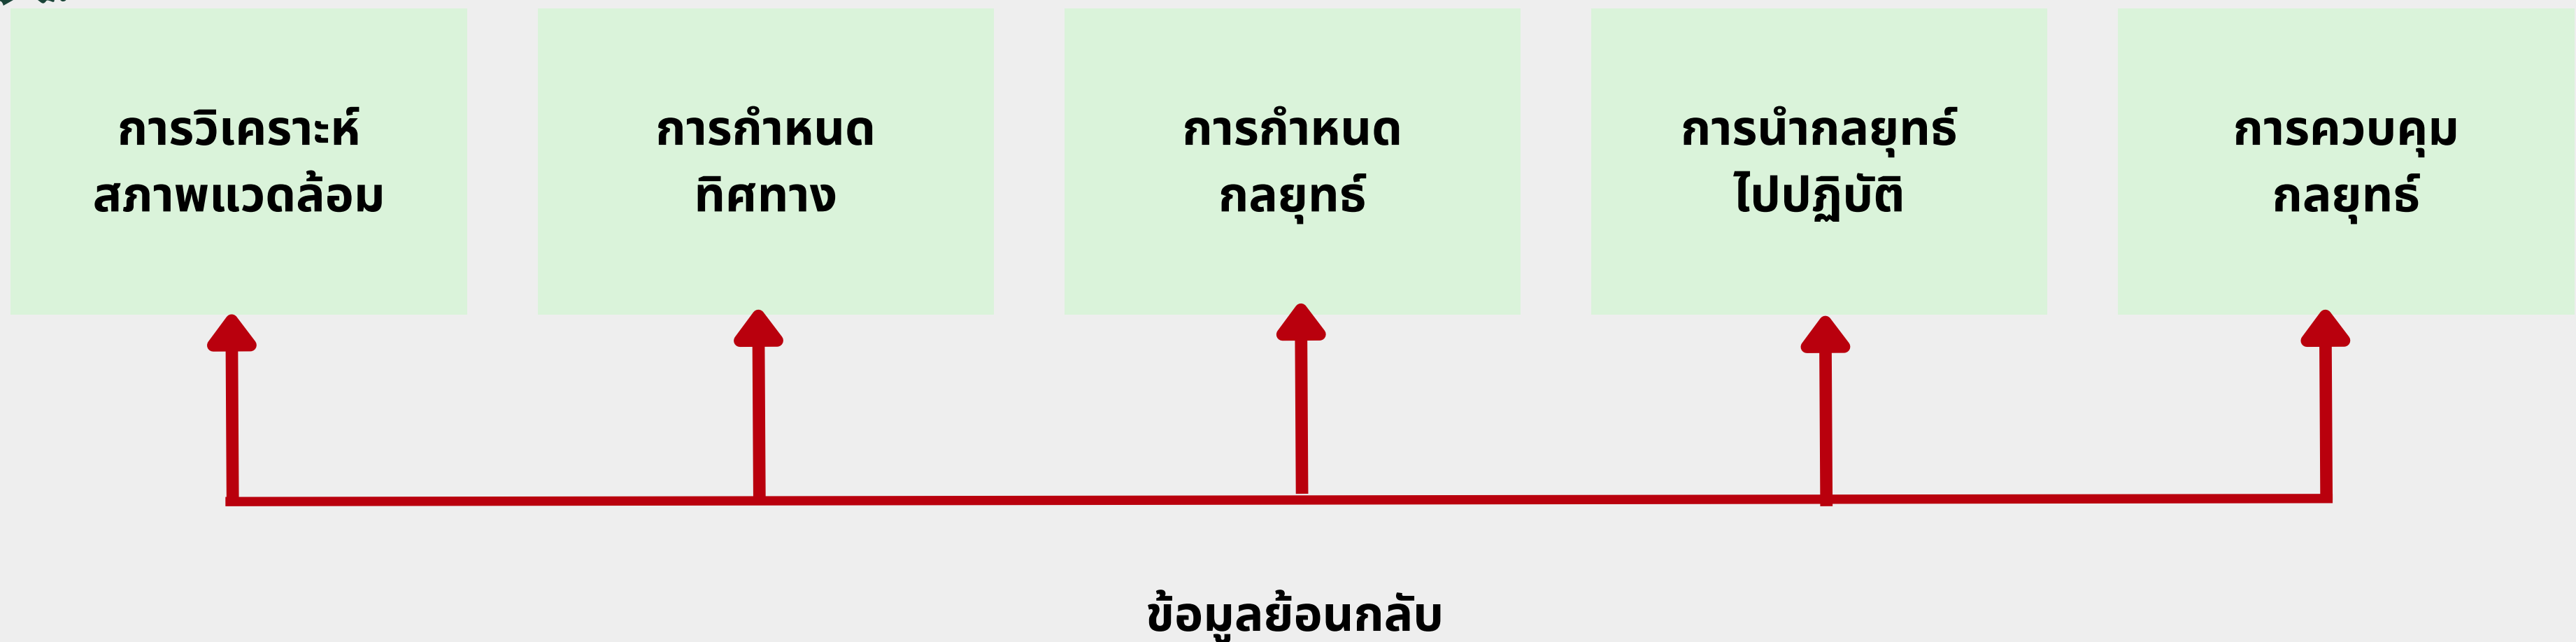 การวิเคราะห์
สภาพแวดล้อม
การกำหนด
ทิศทาง
การกำหนด
กลยุทธ์
การนำกลยุทธ์
ไปปฏิบัติ
การควบคุม
กลยุทธ์
ข้อมูลย้อนกลับ